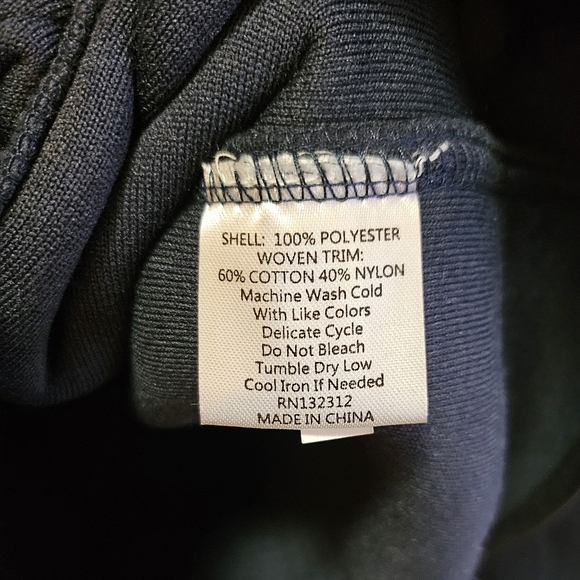 SHELL: 100% POLYESTER
WOVEN TRIM:
60% COTTON 40% NYLON
Machine Wash Cold
With Like Colors
Delicate Cycle
Do Not Bleach
Tumble Dry Low
Cool Iron If Needed
RN132312
MADE IN CHINA